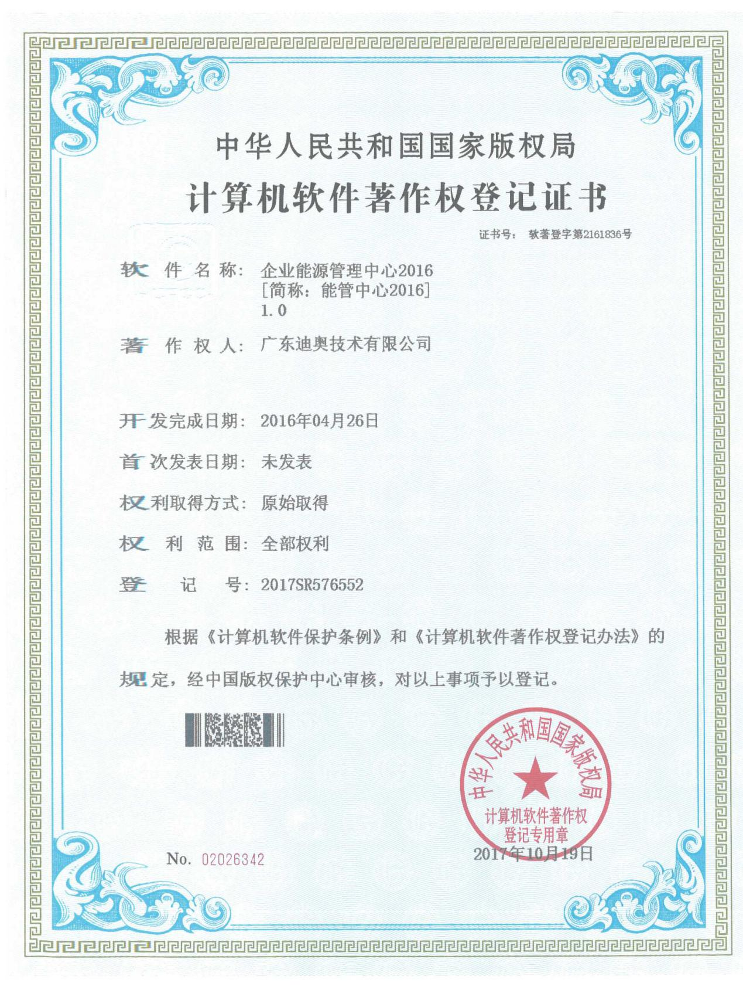 中华人民共和国国家版权局
计算机软件著作权登记证书
证书号： 软著登字第2161836号
软件名称： 企业能源管理中心2016
[简称：能管中心2016]
1.0
著作权人： 广东迪奥技术有限公司
开发完成日期： 2016年04月26日
首次发表日期： 未发表
权利取得方式： 原始取得
权利范围： 全部权利
登记号： 2017SR576552
根据《计算机软件保护条例》和《计算机软件著作权登记办法》的
规定，经中国版权保护中心审核，对以上事项予以登记。
中华人民共和国国家版权局
计算机软件著作权
登记专用章
No. 02026342
2017年10月19日